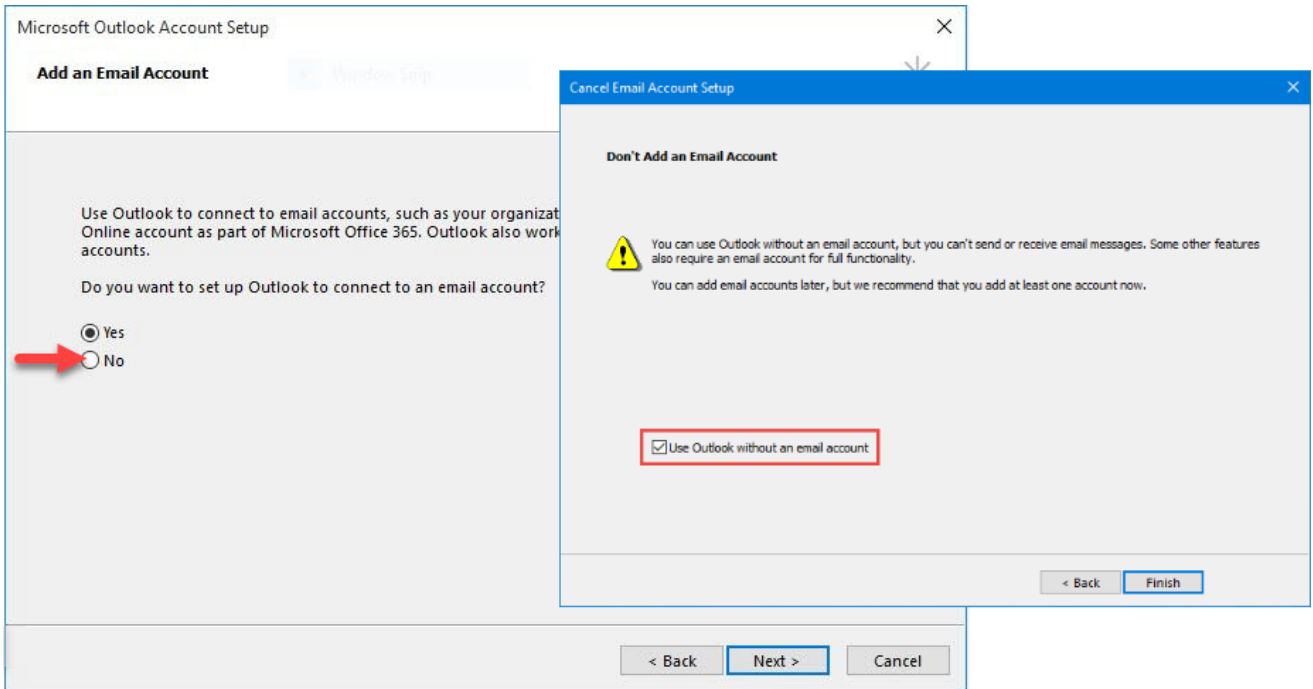 Microsoft Outlook Account Setup
Add an Email Account
Window Snip
Use Outlook to connect to email accounts, such as your organizat
Online account as part of Microsoft Office 365. Outlook also work
accounts.
Do you want to set up Outlook to connect to an email account?
Yes
No
< Back
Next >
Cancel
Cancel Email Account Setup
Don't Add an Email Account
You can use Outlook without an email account, but you can't send or receive email messages. Some other features
also require an email account for full functionality.
You can add email accounts later, but we recommend that you add at least one account now.
Use Outlook without an email account
< Back
Finish